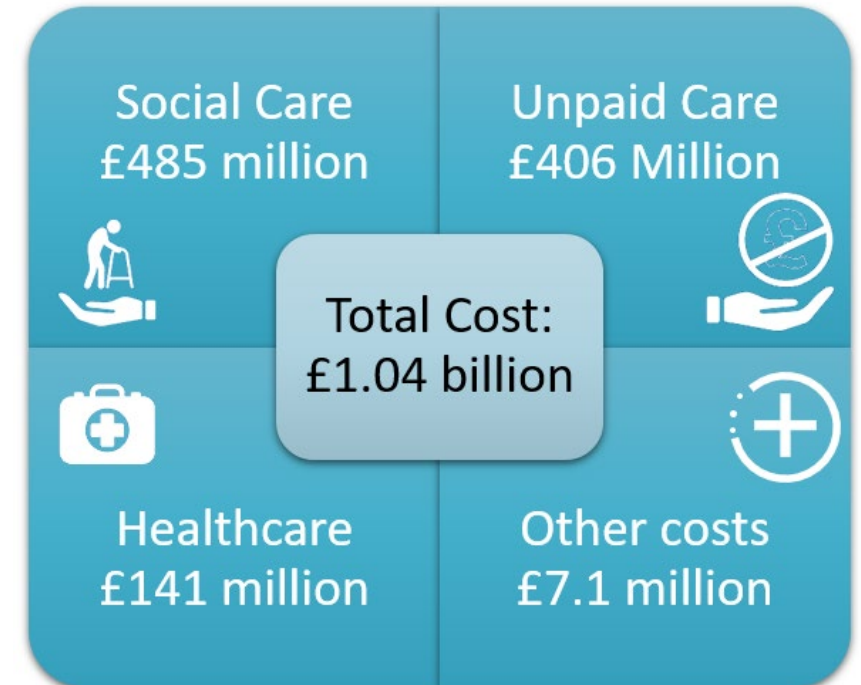 Social Care
£485 million
Unpaid Care
£406 Million
£
Total Cost:
£1.04 billion
Healthcare
£141 million
Other costs
£7.1 million